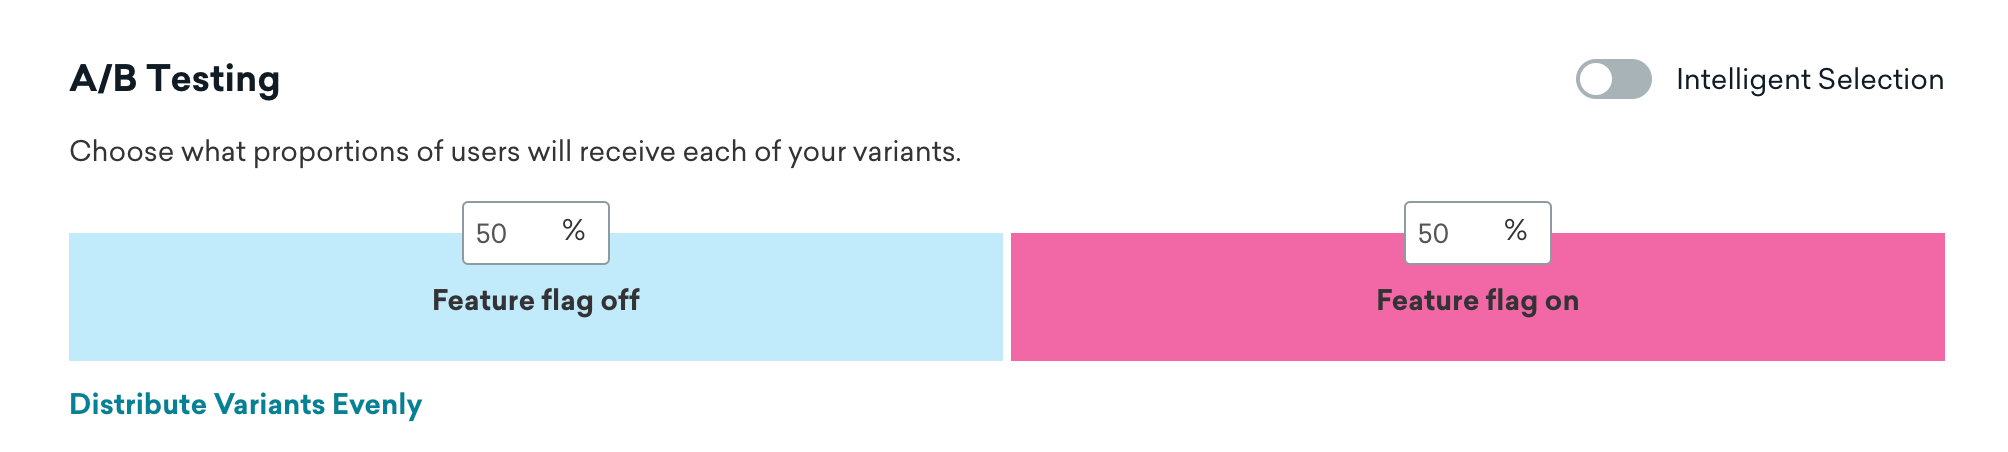 A/B Testing
Intelligent Selection
Choose what proportions of users will receive each of your variants.
50 %
50 %
Feature flag off
Feature flag on
Distribute Variants Evenly